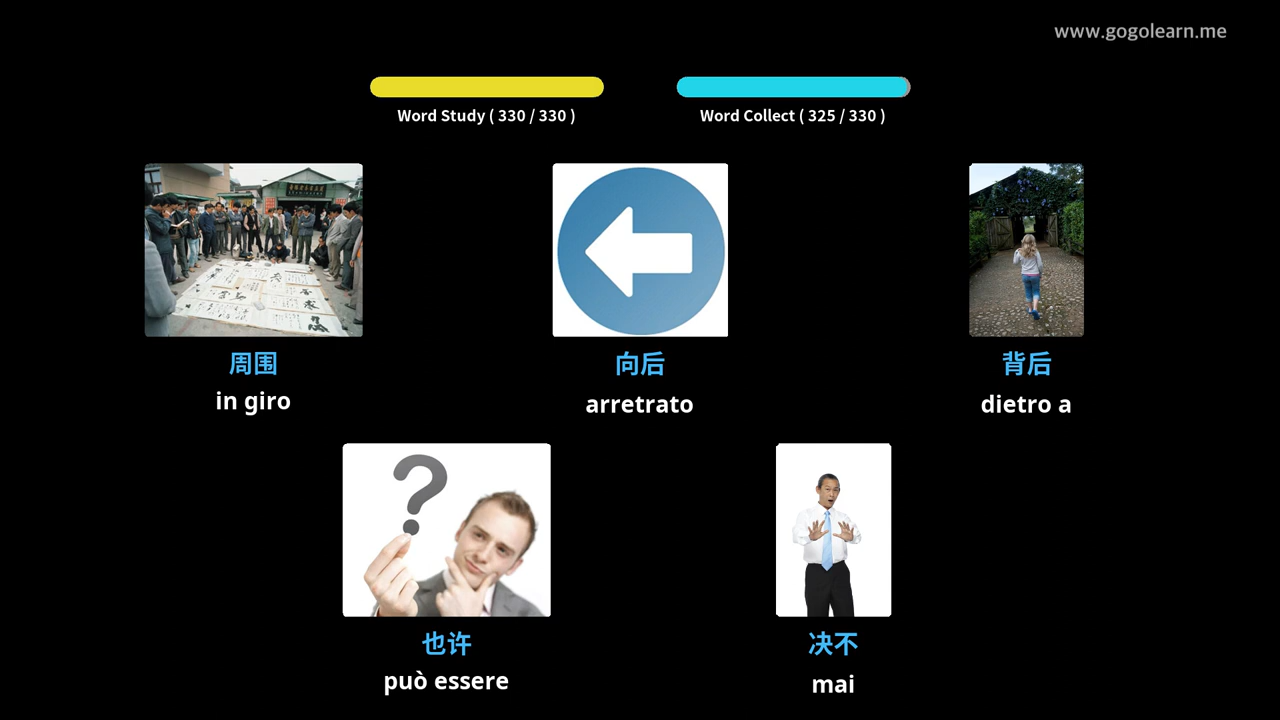 www.gogolearn.me
Word Study ( 330 / 330 )
Word Collect ( 325 / 330 )
周围
in giro
向后
arretrato
背后
dietro a
也许
può essere
决不
mai